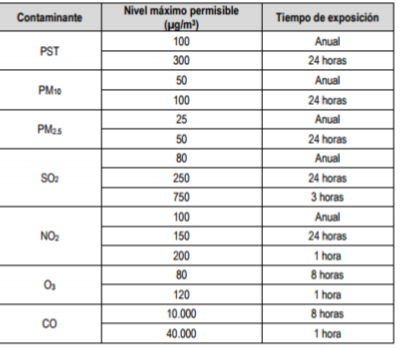 Contaminante Nivel máximo permisible (µg/m³) Tiempo de exposición
PST 100 Anual
300 24 horas
PM₁₀ 50 Anual
100 24 horas
PM₂.₅ 25 Anual
50 24 horas
SO₂ 80 Anual
250 24 horas
750 3 horas
NO₂ 100 Anual
150 24 horas
200 1 hora
O₃ 80 8 horas
120 1 hora
CO 10.000 8 horas
40.000 1 hora